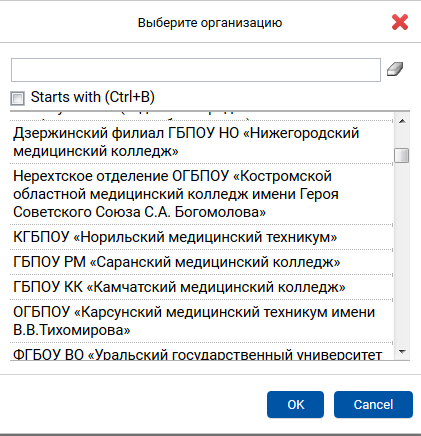 Выберите организацию
Starts with (Ctrl+B)
Дзержинский филиал ГБПОУ НО «Нижегородский
медицинский колледж»
Нерехтское отделение ОГБПОУ «Костромской
областной медицинский колледж имени Героя
Советского Союза С.А. Богомолова»
КГБПОУ «Норильский медицинский техникум»
ГБПОУ РМ «Саранский медицинский колледж»
ГБПОУ КК «Камчатский медицинский колледж»
ОГБПОУ «Карсунский медицинский техникум имени
В.В.Тихомирова»
ФГБОУ ВО «Уральский государственный университет
OK
Cancel